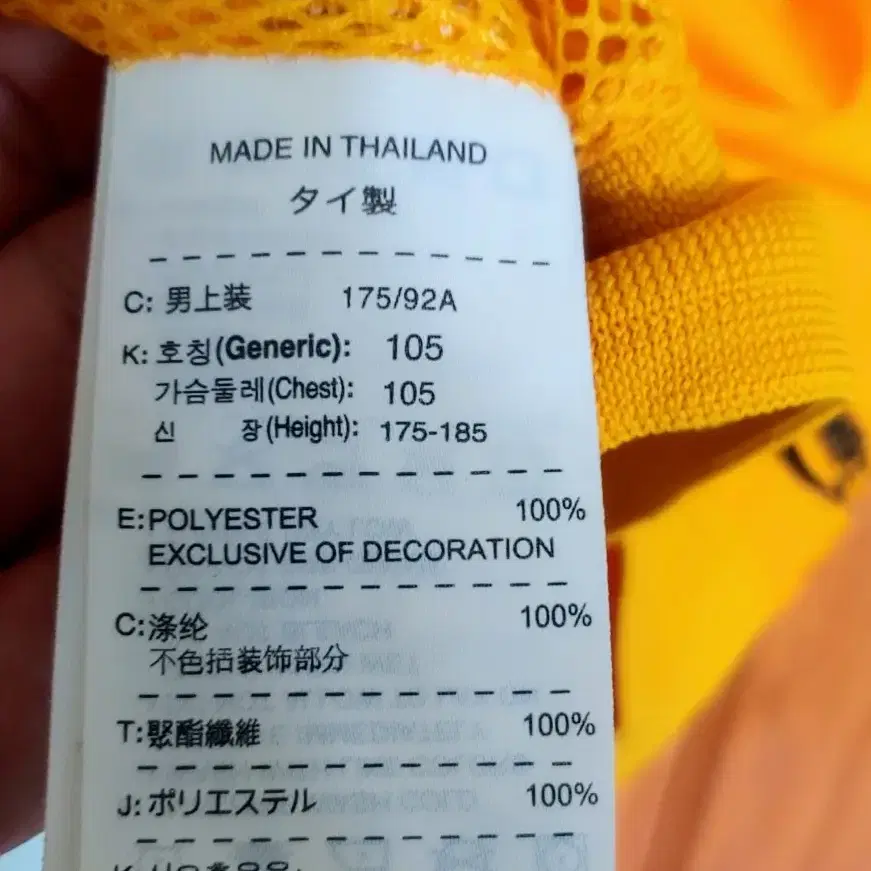 MADE IN THAILAND
タイ製
C: 男上装 175/92A
K: 호칭(Generic): 105
가슴둘레(Chest): 105
신 장(Height): 175-185
E: POLYESTER 100%
EXCLUSIVE OF DECORATION
C: 涤纶 100%
不色括装饰部分
T: 聚酯纖維 100%
J: ポリエステル 100%